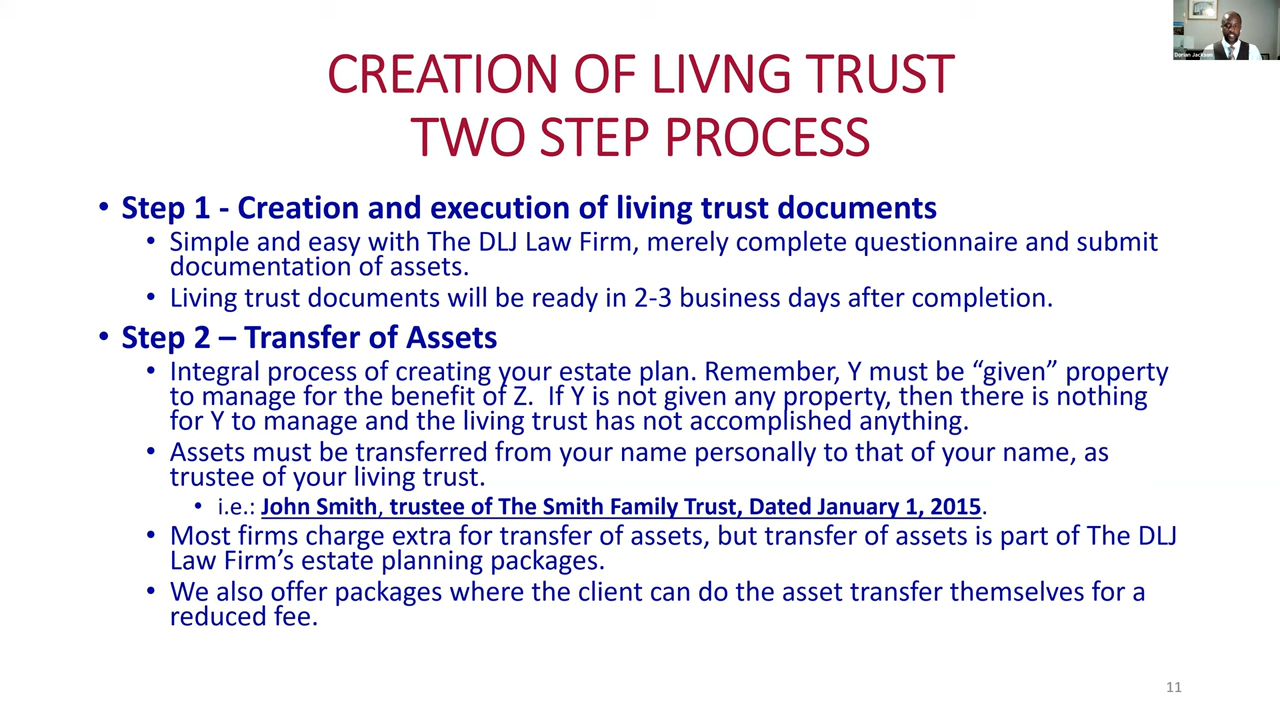 Dorian Jackson
CREATION OF LIVNG TRUST
TWO STEP PROCESS
• Step 1 - Creation and execution of living trust documents
• Simple and easy with The DLJ Law Firm, merely complete questionnaire and submit
documentation of assets.
• Living trust documents will be ready in 2-3 business days after completion.
• Step 2 – Transfer of Assets
• Integral process of creating your estate plan. Remember, Y must be “given” property
to manage for the benefit of Z.  If Y is not given any property, then there is nothing
for Y to manage and the living trust has not accomplished anything.
• Assets must be transferred from your name personally to that of your name, as
trustee of your living trust.
• i.e.: John Smith, trustee of The Smith Family Trust, Dated January 1, 2015.
• Most firms charge extra for transfer of assets, but transfer of assets is part of The DLJ
Law Firm’s estate planning packages.
• We also offer packages where the client can do the asset transfer themselves for a
reduced fee.
11